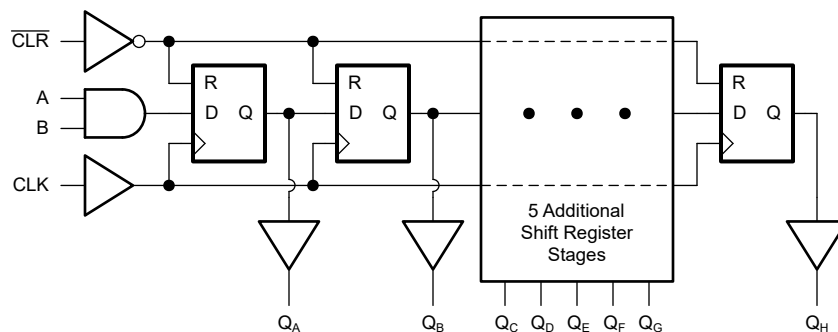 CLR
R
R
R
A
D Q
D Q
D Q
B
CLK
5 Additional
Shift Register
Stages
QA
QB
QC
QD
QE
QF
QG
QH